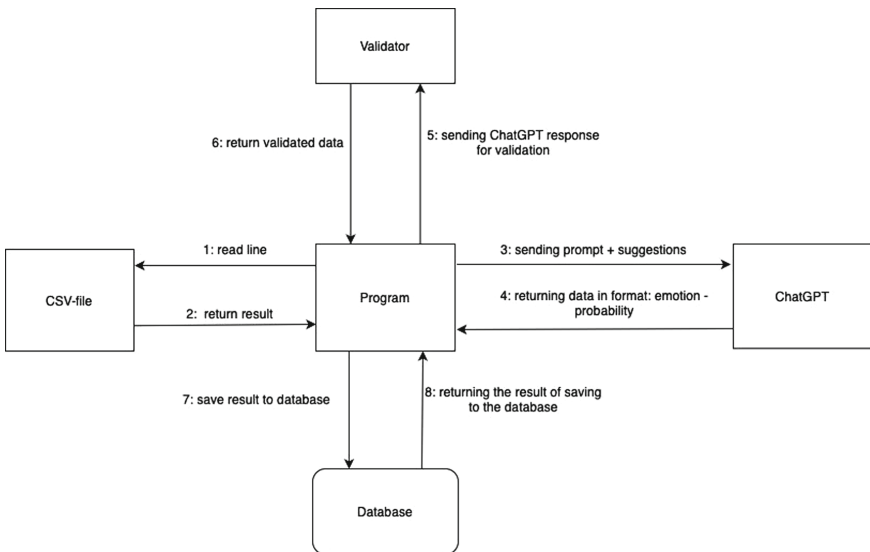 Validator
6: return validated data
5: sending ChatGPT response
for validation
1: read line
3: sending prompt + suggestions
CSV-file
Program
ChatGPT
2: return result
4: returning data in format: emotion -
probability
7: save result to database
8: returning the result of saving
to the database
Database